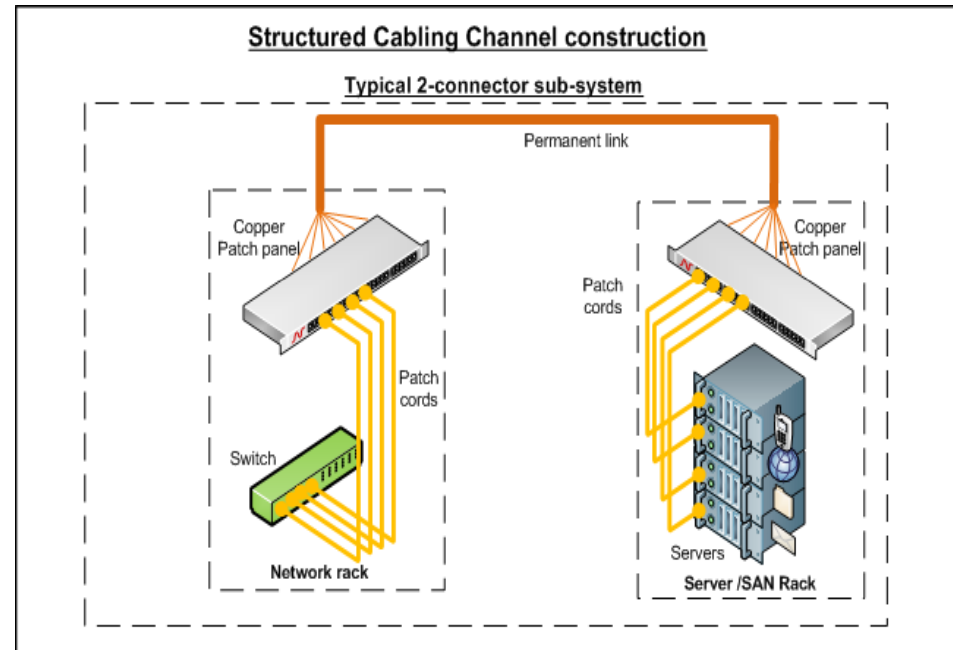 Structured Cabling Channel construction
Typical 2-connector sub-system
Permanent link
Copper
Patch panel
Copper
Patch panel
Patch
cords
Patch
cords
Switch
Servers
Network rack
Server /SAN Rack